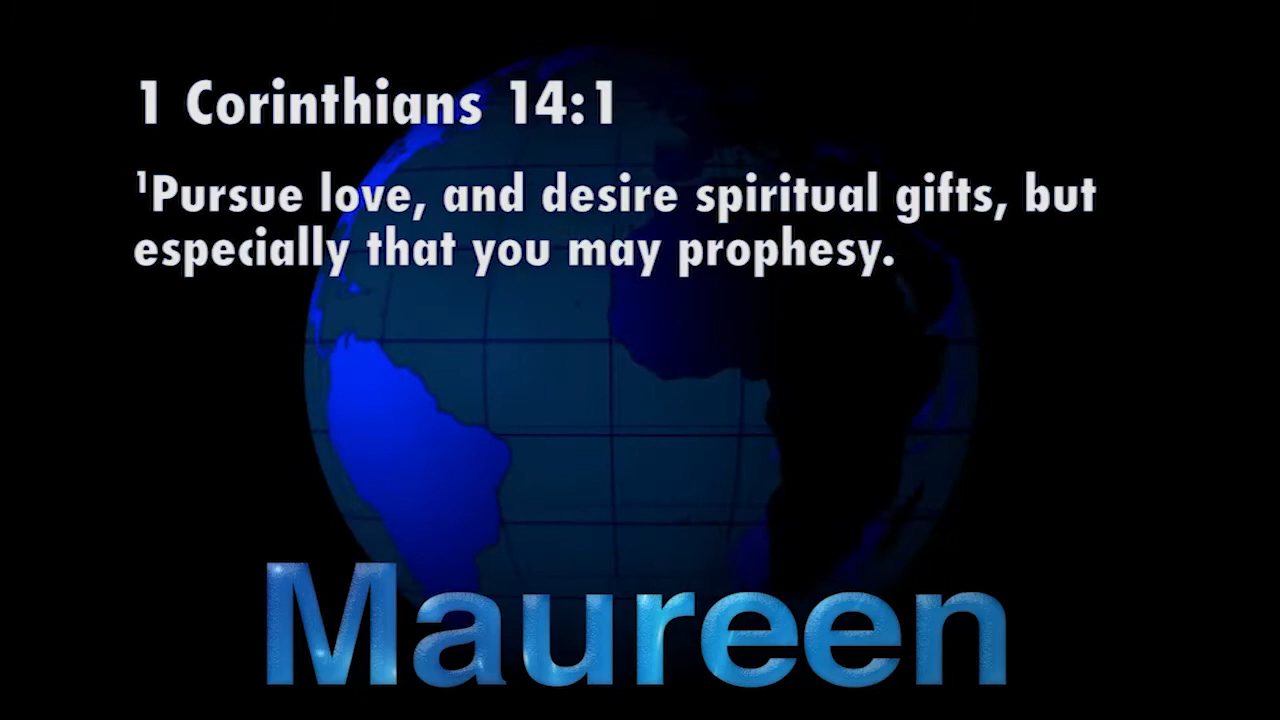 1 Corinthians 14:1
¹Pursue love, and desire spiritual gifts, but
especially that you may prophesy.
Maureen